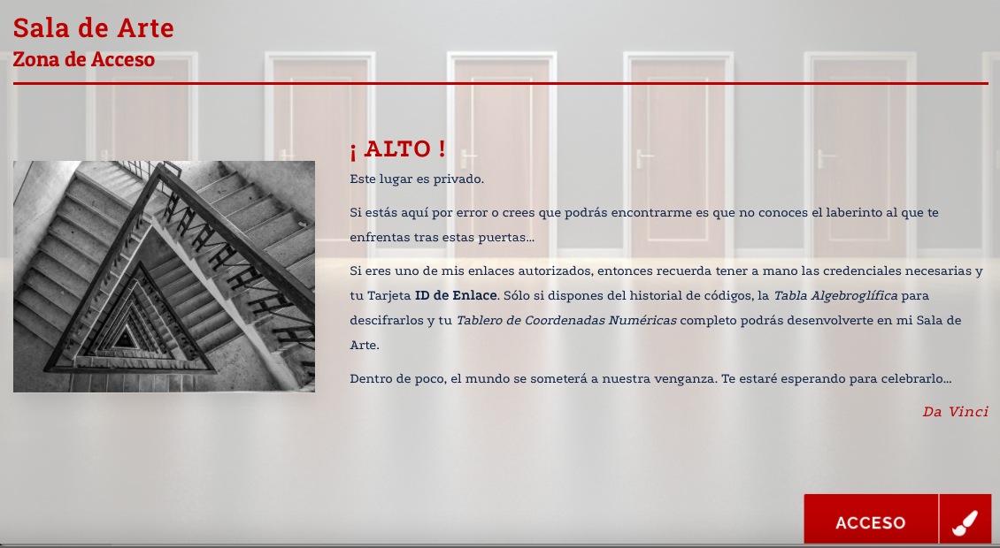 Sala de Arte
Zona de Acceso
¡ ALTO !
Este lugar es privado.
Si estás aquí por error o crees que podrás encontrarme es que no conoces el laberinto al que te
enfrentas tras estas puertas...
Si eres uno de mis enlaces autorizados, entonces recuerda tener a mano las credenciales necesarias y
tu Tarjeta ID de Enlace. Sólo si dispones del historial de códigos, la Tabla Algebroglífica para
descifrarlos y tu Tablero de Coordenadas Numéricas completo podrás desenvolverte en mi Sala de
Arte.
Dentro de poco, el mundo se someterá a nuestra venganza. Te estaré esperando para celebrarlo...
Da Vinci
ACCESO